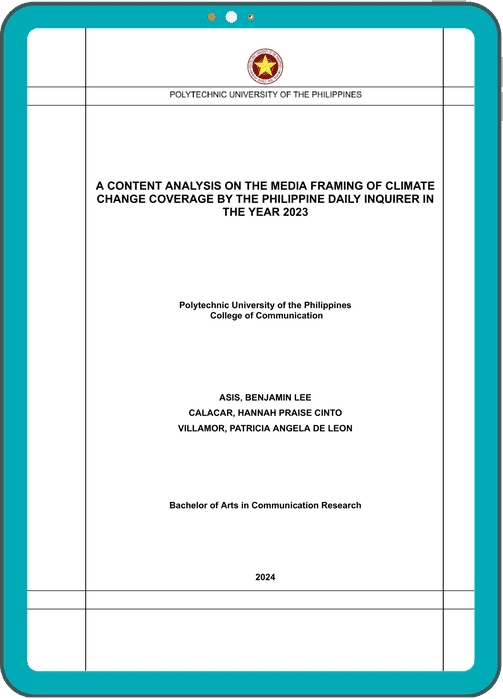 POLYTECHNIC UNIVERSITY OF THE PHILIPPINES
A CONTENT ANALYSIS ON THE MEDIA FRAMING OF CLIMATE
CHANGE COVERAGE BY THE PHILIPPINE DAILY INQUIRER IN
THE YEAR 2023
Polytechnic University of the Philippines
College of Communication
ASIS, BENJAMIN LEE
CALACAR, HANNAH PRAISE CINTO
VILLAMOR, PATRICIA ANGELA DE LEON
Bachelor of Arts in Communication Research
2024